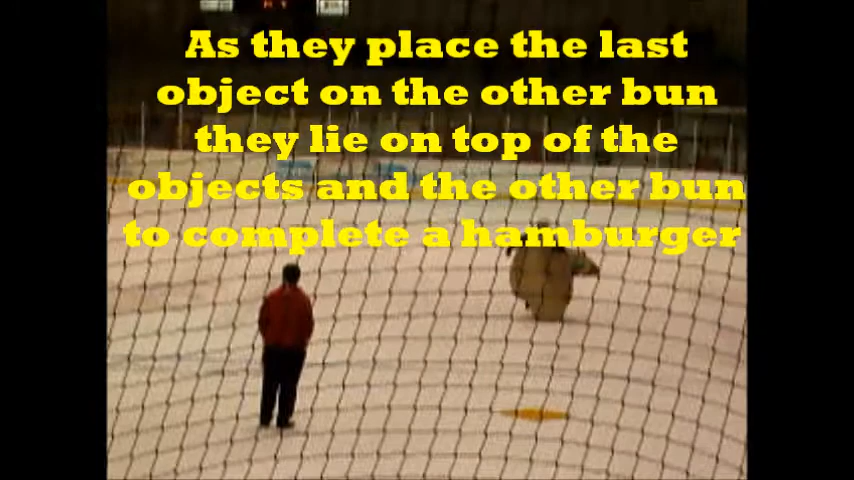 As they place the last
object on the other bun
they lie on top of the
objects and the other bun
to complete a hamburger